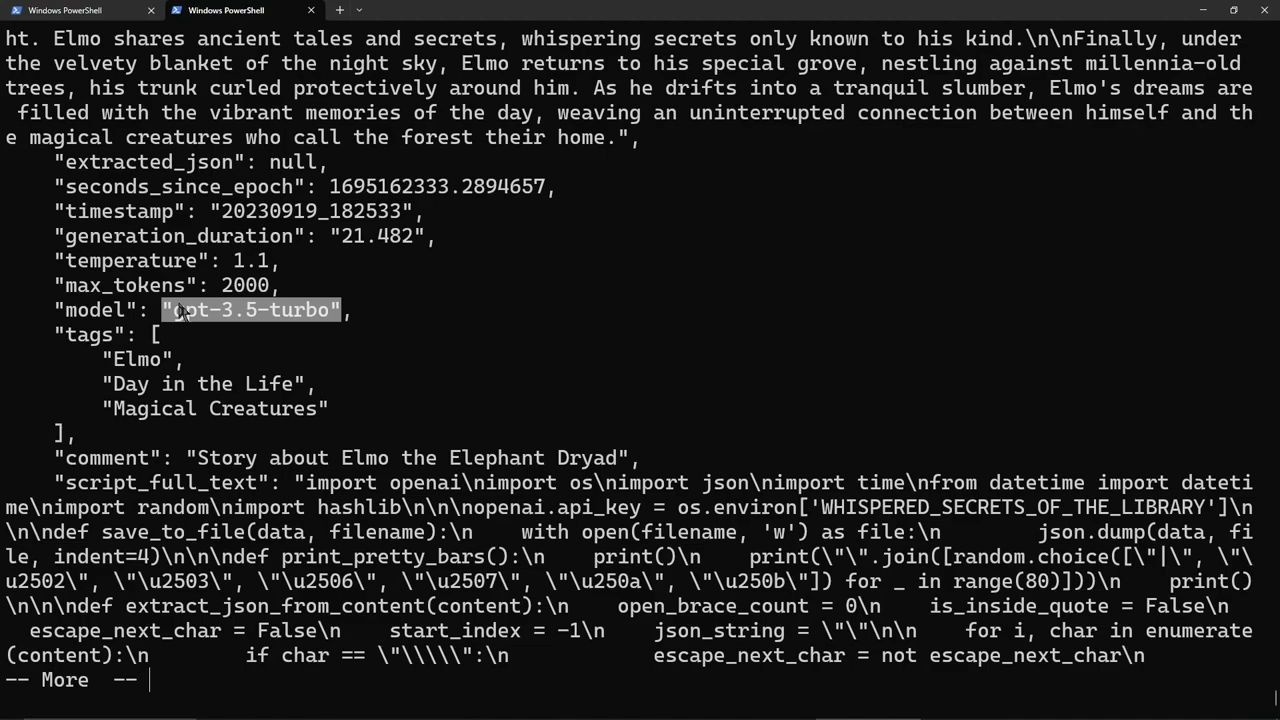 Windows PowerShell
Windows PowerShell
ht. Elmo shares ancient tales and secrets, whispering secrets only known to his kind.\n\nFinally, under
the velvety blanket of the night sky, Elmo returns to his special grove, nestling against millennia-old
trees, his trunk curled protectively around him. As he drifts into a tranquil slumber, Elmo's dreams are
 filled with the vibrant memories of the day, weaving an uninterrupted connection between himself and th
e magical creatures who call the forest their home.",
    "extracted_json": null,
    "seconds_since_epoch": 1695162333.2894657,
    "timestamp": "20230919_182533",
    "generation_duration": "21.482",
    "temperature": 1.1,
    "max_tokens": 2000,
    "model": "gpt-3.5-turbo",
    "tags": [
        "Elmo",
        "Day in the Life",
        "Magical Creatures"
    ],
    "comment": "Story about Elmo the Elephant Dryad",
    "script_full_text": "import openai\nimport os\nimport json\nimport time\nfrom datetime import dateti
me\nimport random\nimport hashlib\n\n\nopenai.api_key = os.environ['WHISPERED_SECRETS_OF_THE_LIBRARY']\n
\n\ndef save_to_file(data, filename):\n    with open(filename, 'w') as file:\n        json.dump(data, fi
le, indent=4)\n\n\ndef print_pretty_bars():\n    print()\n    print(\"\".join([random.choice([\"|\", \"\
u2502\", \"\u2503\", \"\u2506\", \"\u2507\", \"\u250a\", \"\u250b\"]) for _ in range(80)]))\n    print()
\n\n\ndef extract_json_from_content(content):\n    open_brace_count = 0\n    is_inside_quote = False\n
  escape_next_char = False\n    start_index = -1\n    json_string = \"\"\n\n    for i, char in enumerate
(content):\n        if char == \"\\\\\":\n            escape_next_char = not escape_next_char\n
-- More  --